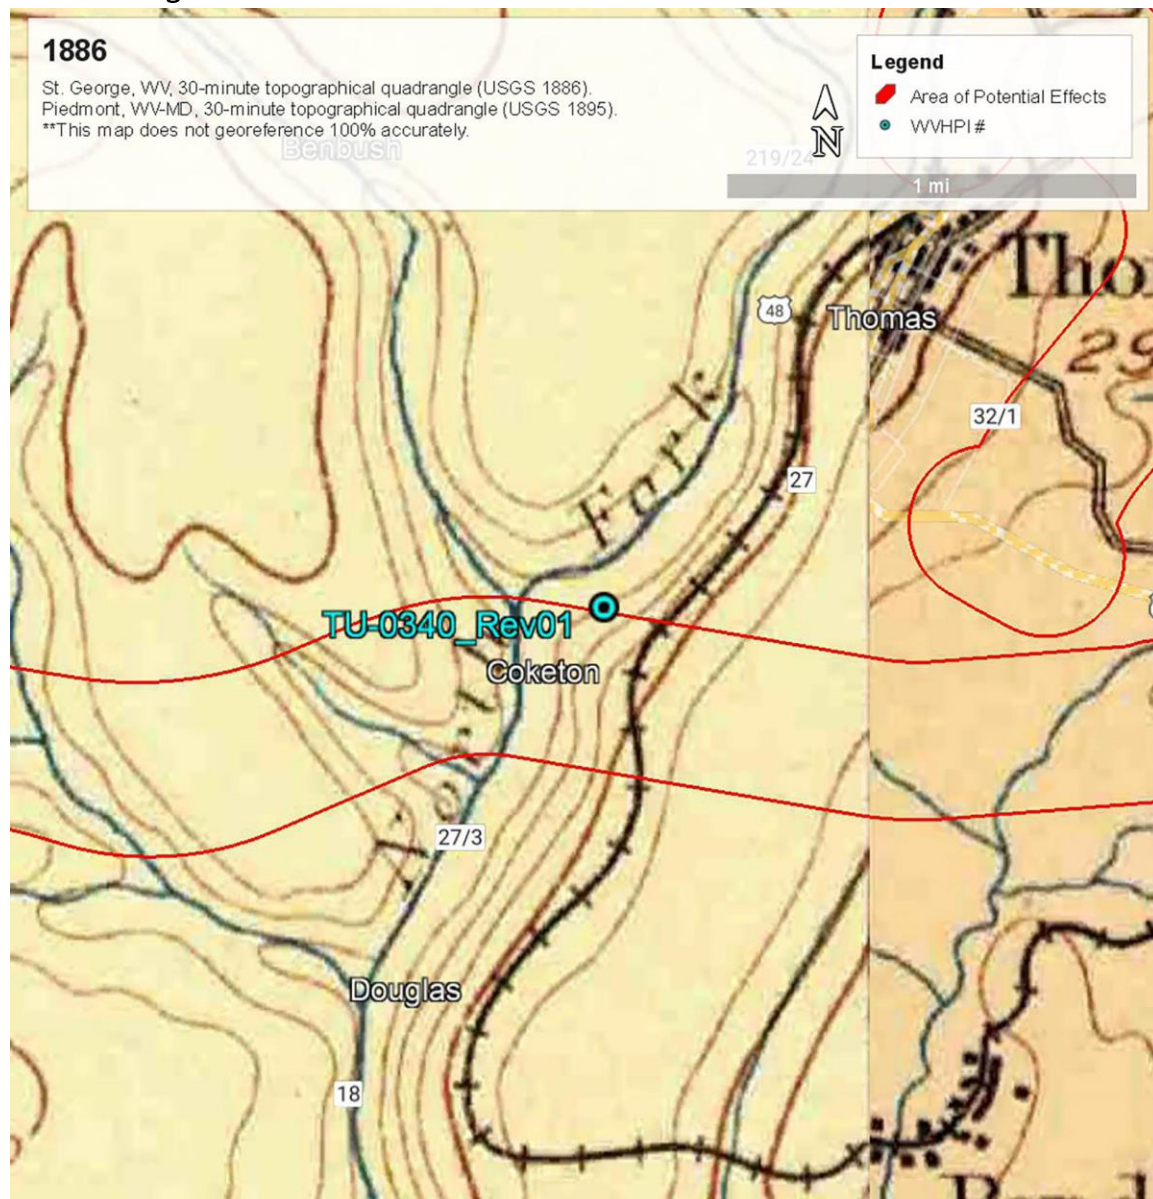 1886
St. George, WV, 30-minute topographical quadrangle (USGS 1886).
Piedmont, WV-MD, 30-minute topographical quadrangle (USGS 1895).
**This map does not georeference 100% accurately.
Benbush
N
219/24
Legend
Area of Potential Effects
WVHPI #
1 mi
Tho
48
Thomas
29
32/1
Fork
27
TU-0340_Rev01
Coketon
North
27/3
Douglas
18